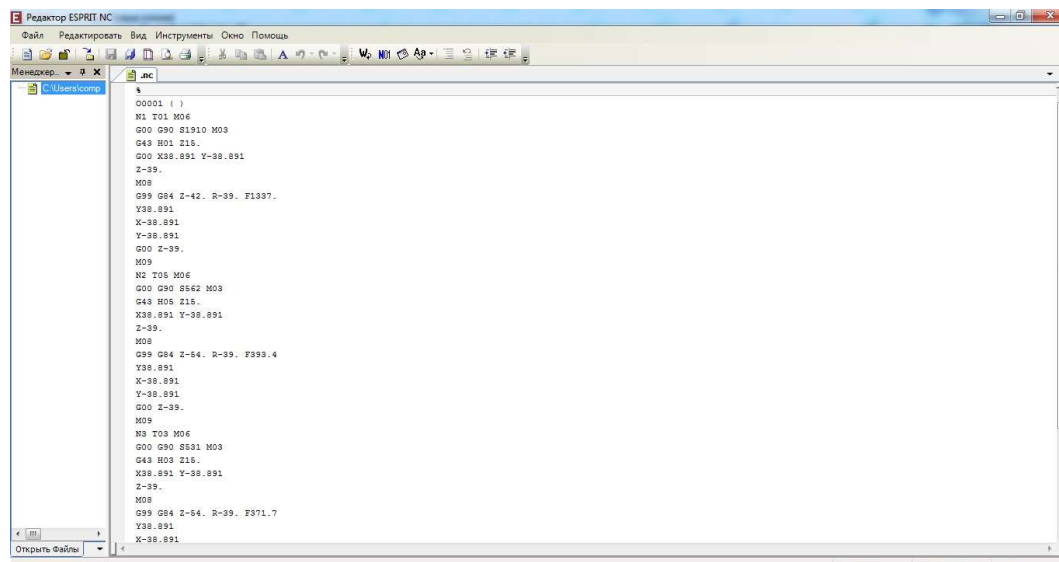 Редактор ESPRIT NC
Файл Редактировать Вид Инструменты Окно Помощь
Менеджер...
.nc
C:\Users\comp
%
O0001 ( )
N1 T01 M06
G00 G90 S1910 M03
G43 H01 Z15.
G00 X38.891 Y-38.891
Z-39.
M08
G99 G84 Z-42. R-39. F1337.
Y38.891
X-38.891
Y-38.891
G00 Z-39.
M09
N2 T05 M06
G00 G90 S562 M03
G43 H05 Z15.
X38.891 Y-38.891
Z-39.
M08
G99 G84 Z-54. R-39. F393.4
Y38.891
X-38.891
Y-38.891
G00 Z-39.
M09
N3 T03 M06
G00 G90 S531 M03
G43 H03 Z15.
X38.891 Y-38.891
Z-39.
M08
G99 G84 Z-54. R-39. F371.7
Y38.891
X-38.891
Открыть Файлы